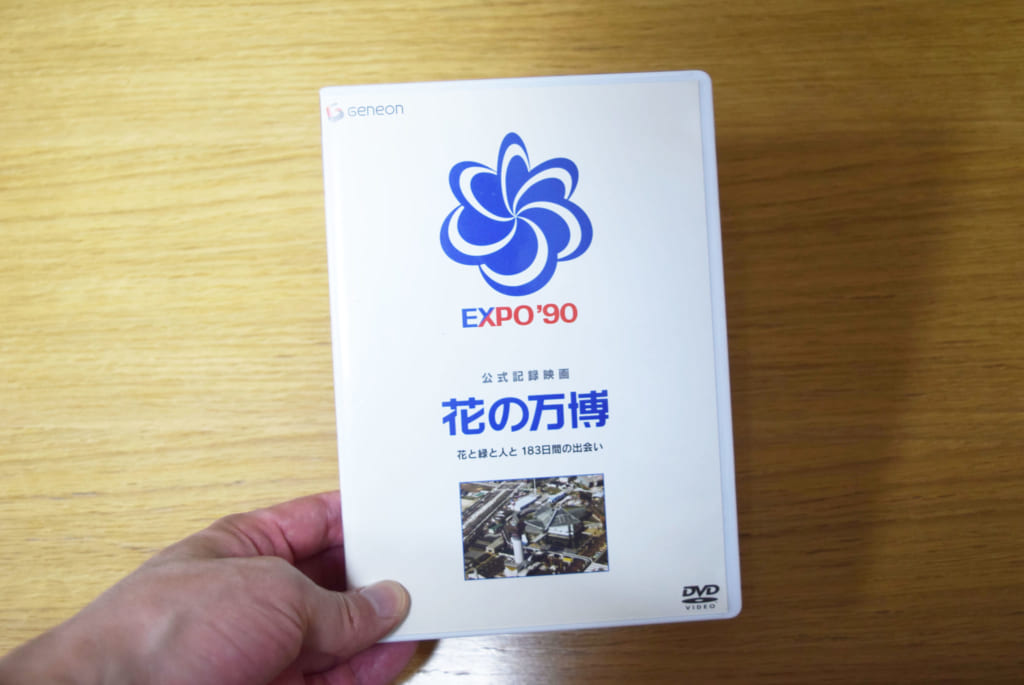 Geneon
EXPO '90
公式記録映画
花の万博
花と緑と人と 183日間の出会い
DVD
VIDEO